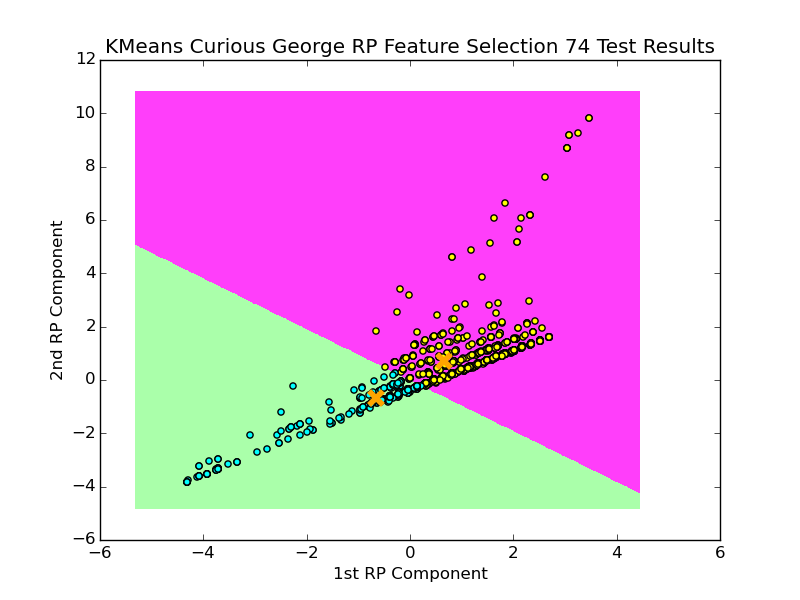 KMeans Curious George RP Feature Selection 74 Test Results
12
10
8
6
4
2
0
−2
−4
−6
2nd RP Component
−6 −4 −2 0 2 4 6
1st RP Component